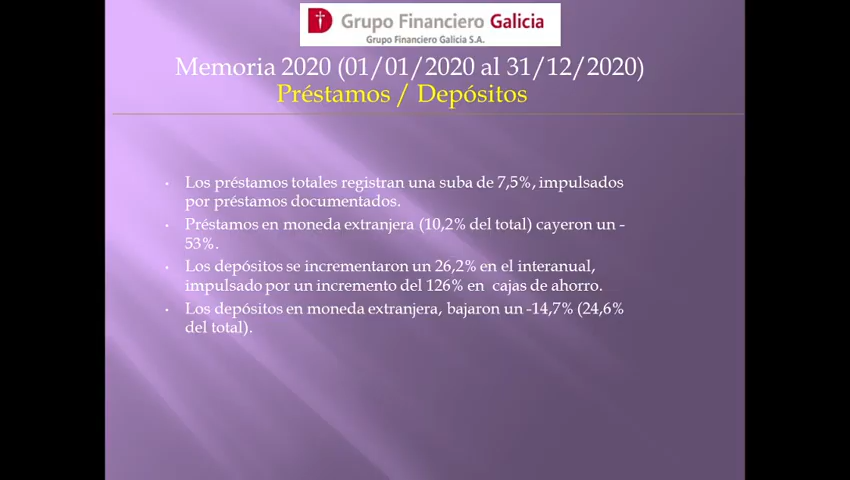 Grupo Financiero Galicia
Grupo Financiero Galicia S.A.
Memoria 2020 (01/01/2020 al 31/12/2020)
Préstamos / Depósitos
• Los préstamos totales registran una suba de 7,5%, impulsados
por préstamos documentados.
• Préstamos en moneda extranjera (10,2% del total) cayeron un -
53%.
• Los depósitos se incrementaron un 26,2% en el interanual,
impulsado por un incremento del 126% en cajas de ahorro.
• Los depósitos en moneda extranjera, bajaron un -14,7% (24,6%
del total).